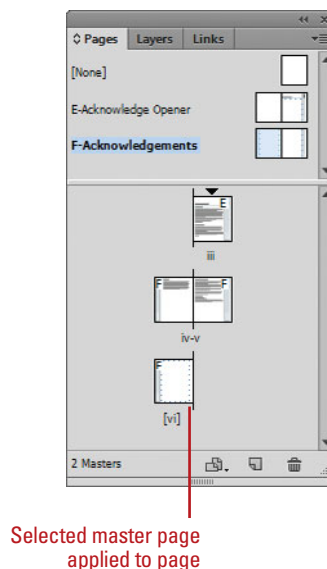 Pages Layers Links
[None]
E-Acknowledge Opener
F-Acknowledgements
E
iii
F F
iv-v
F
[vi]
2 Masters
Selected master page
applied to page